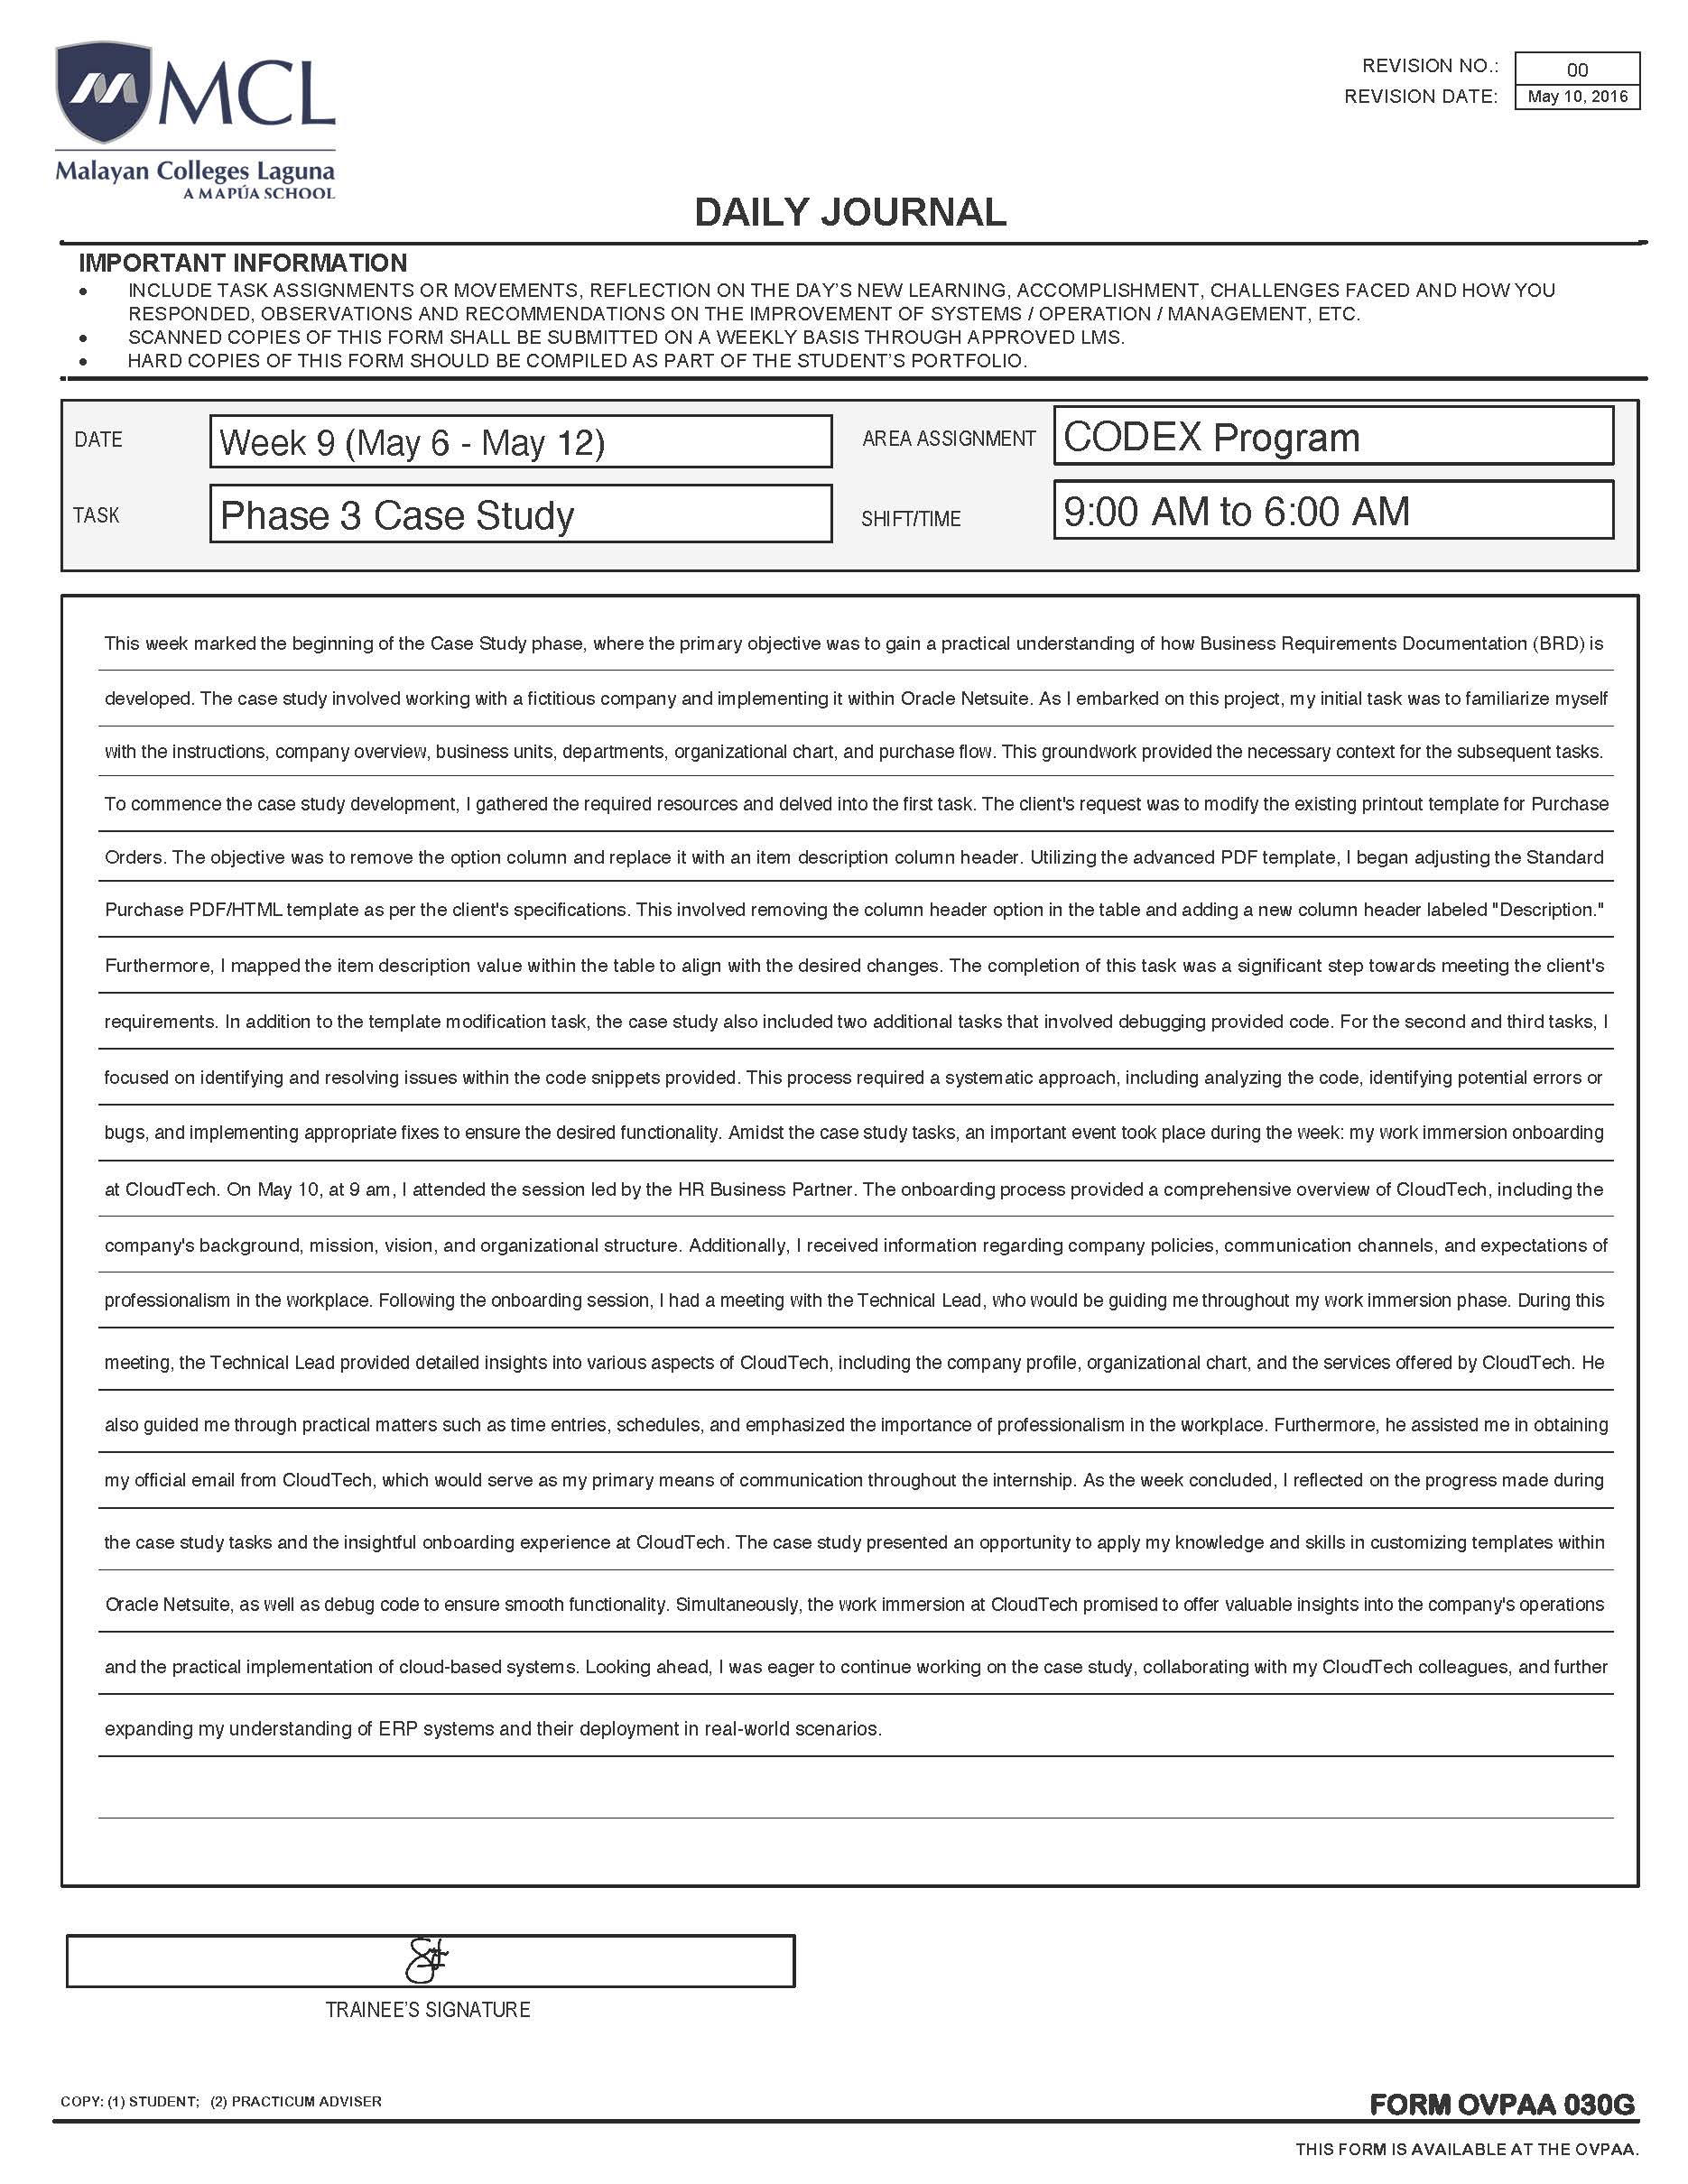 MCL
Malayan Colleges Laguna
A MAPÚA SCHOOL
REVISION NO.: 00
REVISION DATE: May 10, 2016
DAILY JOURNAL
IMPORTANT INFORMATION
• INCLUDE TASK ASSIGNMENTS OR MOVEMENTS, REFLECTION ON THE DAY'S NEW LEARNING, ACCOMPLISHMENT, CHALLENGES FACED AND HOW YOU
RESPONDED, OBSERVATIONS AND RECOMMENDATIONS ON THE IMPROVEMENT OF SYSTEMS / OPERATION / MANAGEMENT, ETC.
• SCANNED COPIES OF THIS FORM SHALL BE SUBMITTED ON A WEEKLY BASIS THROUGH APPROVED LMS.
• HARD COPIES OF THIS FORM SHOULD BE COMPILED AS PART OF THE STUDENT'S PORTFOLIO.
DATE Week 9 (May 6 - May 12) AREA ASSIGNMENT CODEX Program
TASK Phase 3 Case Study SHIFT/TIME 9:00 AM to 6:00 AM
This week marked the beginning of the Case Study phase, where the primary objective was to gain a practical understanding of how Business Requirements Documentation (BRD) is
developed. The case study involved working with a fictitious company and implementing it within Oracle Netsuite. As I embarked on this project, my initial task was to familiarize myself
with the instructions, company overview, business units, departments, organizational chart, and purchase flow. This groundwork provided the necessary context for the subsequent tasks.
To commence the case study development, I gathered the required resources and delved into the first task. The client's request was to modify the existing printout template for Purchase
Orders. The objective was to remove the option column and replace it with an item description column header. Utilizing the advanced PDF template, I began adjusting the Standard
Purchase PDF/HTML template as per the client's specifications. This involved removing the column header option in the table and adding a new column header labeled "Description."
Furthermore, I mapped the item description value within the table to align with the desired changes. The completion of this task was a significant step towards meeting the client's
requirements. In addition to the template modification task, the case study also included two additional tasks that involved debugging provided code. For the second and third tasks, I
focused on identifying and resolving issues within the code snippets provided. This process required a systematic approach, including analyzing the code, identifying potential errors or
bugs, and implementing appropriate fixes to ensure the desired functionality. Amidst the case study tasks, an important event took place during the week: my work immersion onboarding
at CloudTech. On May 10, at 9 am, I attended the session led by the HR Business Partner. The onboarding process provided a comprehensive overview of CloudTech, including the
company's background, mission, vision, and organizational structure. Additionally, I received information regarding company policies, communication channels, and expectations of
professionalism in the workplace. Following the onboarding session, I had a meeting with the Technical Lead, who would be guiding me throughout my work immersion phase. During this
meeting, the Technical Lead provided detailed insights into various aspects of CloudTech, including the company profile, organizational chart, and the services offered by CloudTech. He
also guided me through practical matters such as time entries, schedules, and emphasized the importance of professionalism in the workplace. Furthermore, he assisted me in obtaining
my official email from CloudTech, which would serve as my primary means of communication throughout the internship. As the week concluded, I reflected on the progress made during
the case study tasks and the insightful onboarding experience at CloudTech. The case study presented an opportunity to apply my knowledge and skills in customizing templates within
Oracle Netsuite, as well as debug code to ensure smooth functionality. Simultaneously, the work immersion at CloudTech promised to offer valuable insights into the company's operations
and the practical implementation of cloud-based systems. Looking ahead, I was eager to continue working on the case study, collaborating with my CloudTech colleagues, and further
expanding my understanding of ERP systems and their deployment in real-world scenarios.
TRAINEE'S SIGNATURE
COPY: (1) STUDENT; (2) PRACTICUM ADVISER
FORM OVPAA 030G
THIS FORM IS AVAILABLE AT THE OVPAA.